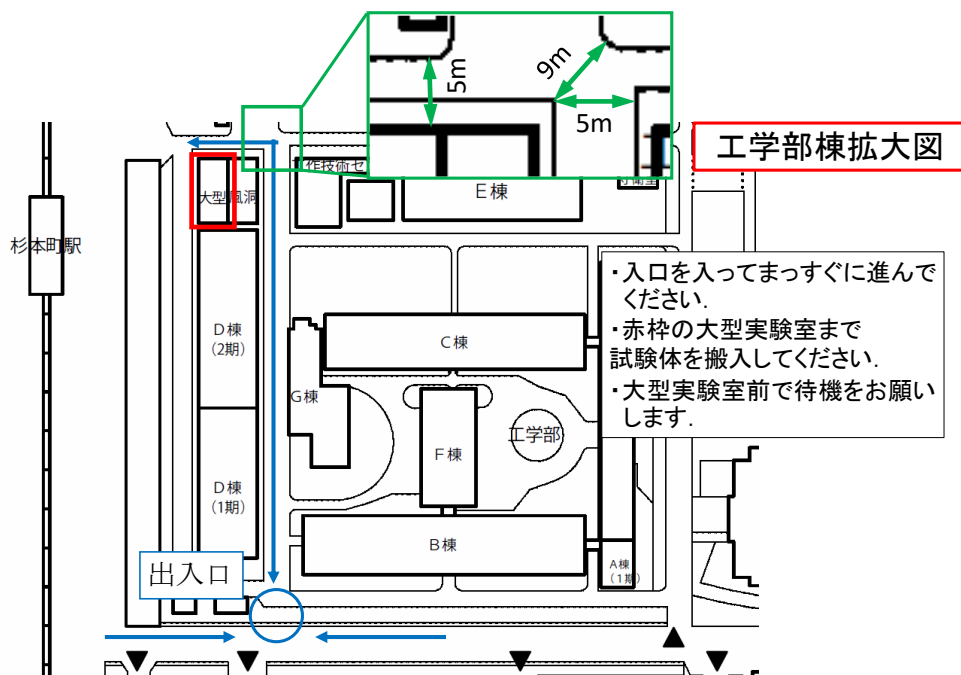 9m
5m
5m
工学部棟拡大図
作技術セ
大型風洞
E棟
杉本町駅
・入口を入ってまっすぐに進んで
ください.
・赤枠の大型実験室まで
試験体を搬入してください.
・大型実験室前で待機をお願い
します.
D棟
(2期)
C棟
G棟
工学部
F棟
D棟
(1期)
B棟
出入口
A棟
(1期)